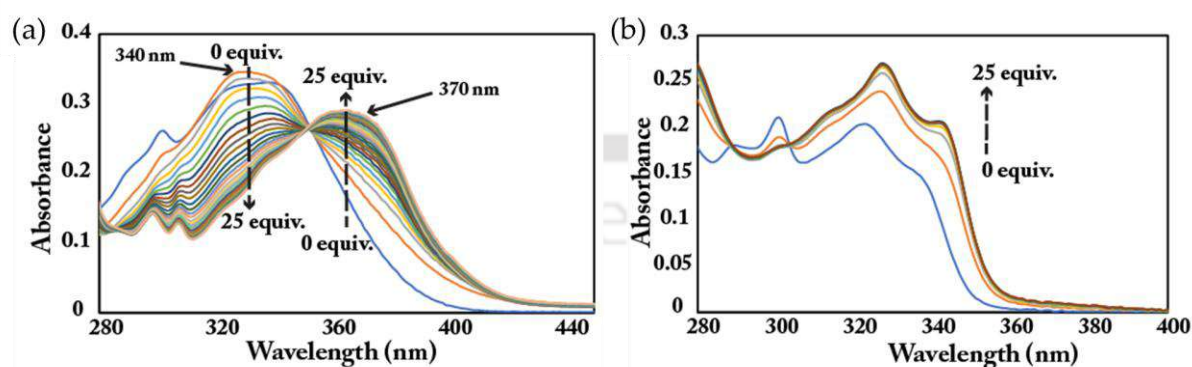 (a)
0.4
0.3
0.2
0.1
0
Absorbance
340 nm
0 equiv.
25 equiv.
370 nm
25 equiv.
0 equiv.
280 320 360 400 440
Wavelength (nm)
(b)
0.3
0.25
0.2
0.15
0.1
0.05
0
Absorbance
25 equiv.
0 equiv.
280 300 320 340 360 380 400
Wavelength (nm)